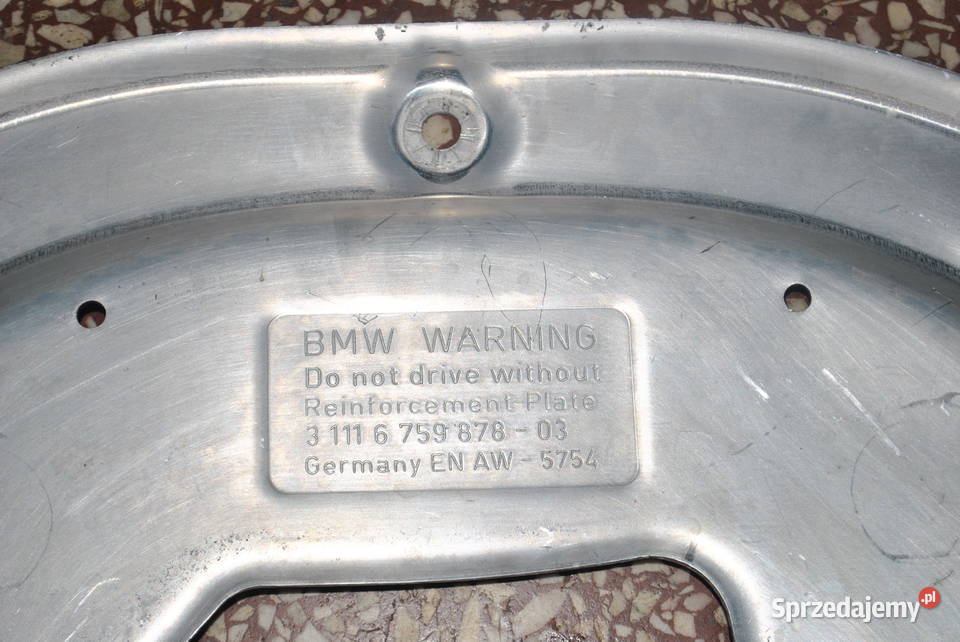 BMW WARNING
Do not drive without
Reinforcement Plate
3 111 6 759 878 - 03
Germany EN AW - 5754
Sprzedajemy.pl